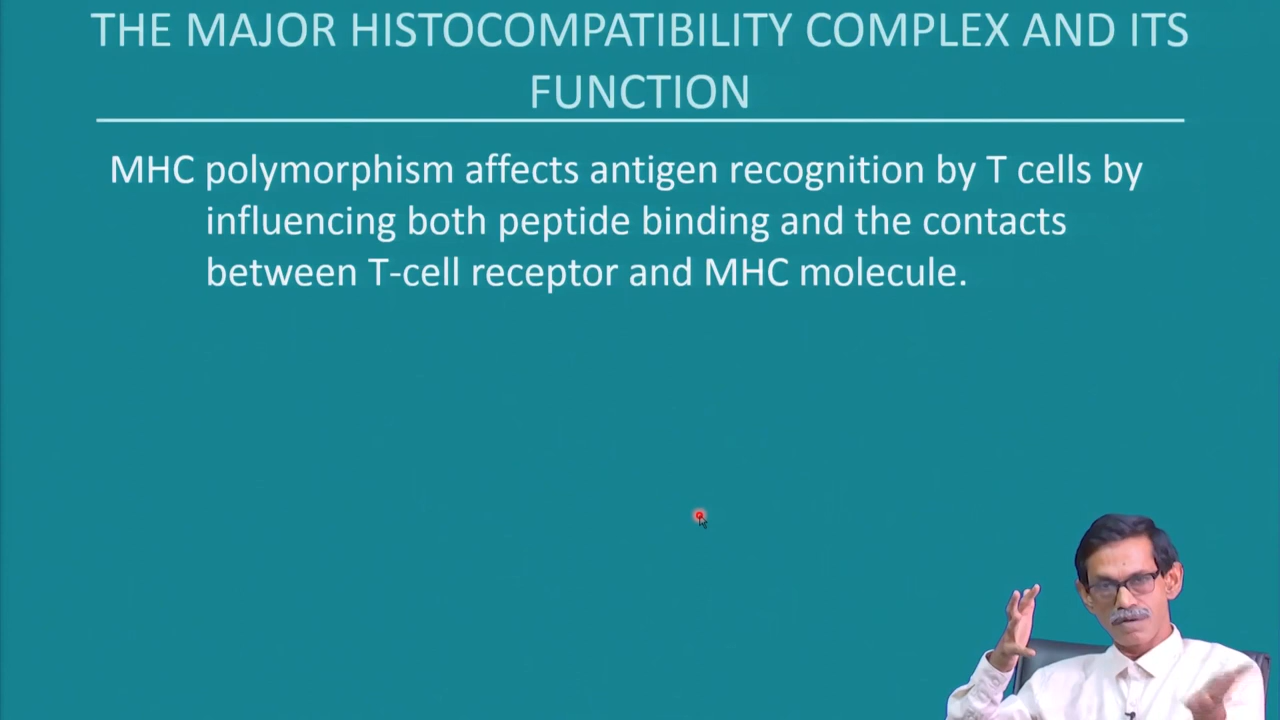 THE MAJOR HISTOCOMPATIBILITY COMPLEX AND ITS
FUNCTION
MHC polymorphism affects antigen recognition by T cells by
influencing both peptide binding and the contacts
between T-cell receptor and MHC molecule.